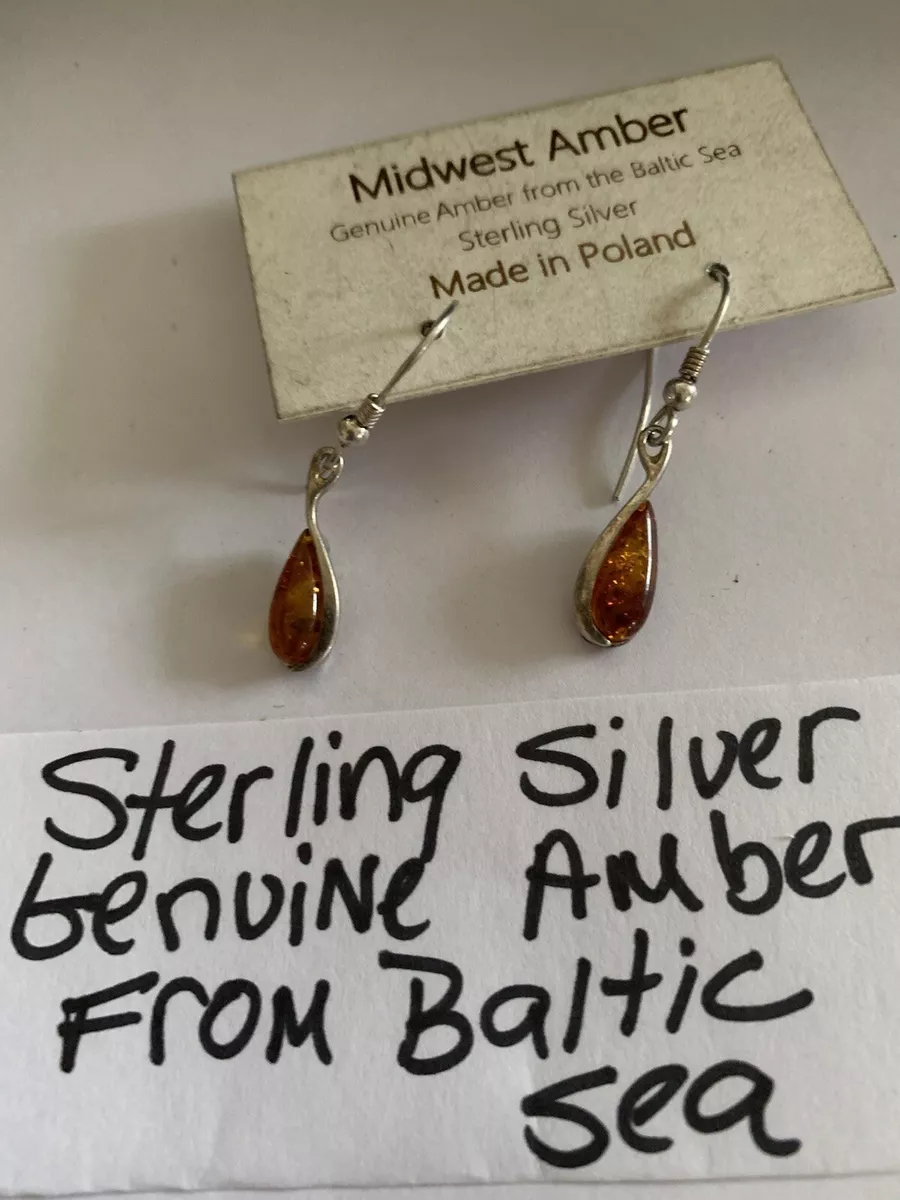 Midwest Amber
Genuine Amber from the Baltic Sea
Sterling Silver
Made in Poland
Sterling Silver
Genuine Amber
From Baltic
Sea